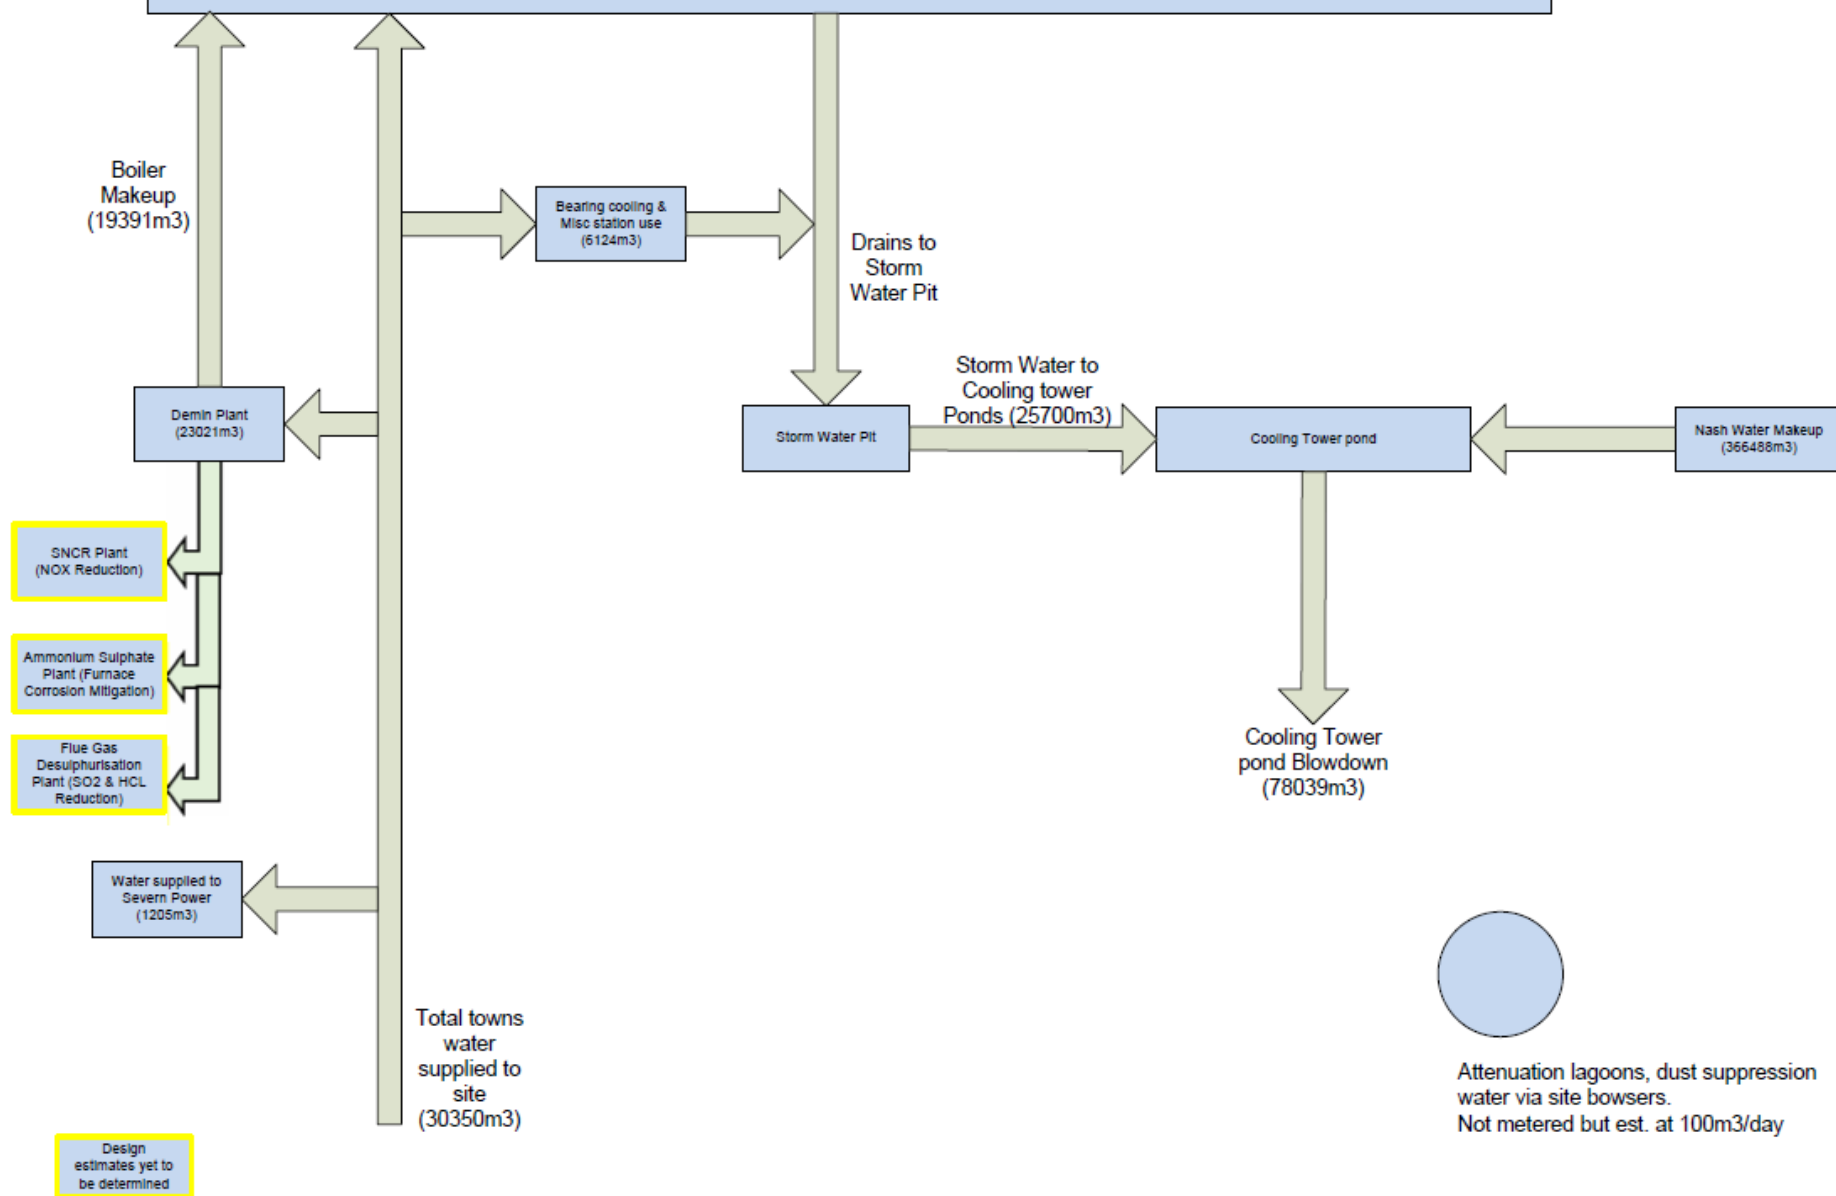 Boiler
Makeup
(19391m3)
Bearing cooling &
Misc station use
(6124m3)
Drains to
Storm
Water Pit
Storm Water to
Cooling tower
Ponds (25700m3)
Demin Plant
(23021m3)
Storm Water Pit
Cooling Tower pond
Nash Water Makeup
(366488m3)
SNCR Plant
(NOX Reduction)
Ammonium Sulphate
Plant (Furnace
Corrosion Mitigation)
Flue Gas
Desulphurisation
Plant (SO2 & HCL
Reduction)
Cooling Tower
pond Blowdown
(78039m3)
Water supplied to
Severn Power
(1205m3)
Total towns
water
supplied to
site
(30350m3)
Attenuation lagoons, dust suppression
water via site bowsers.
Not metered but est. at 100m3/day
Design
estimates yet to
be determined